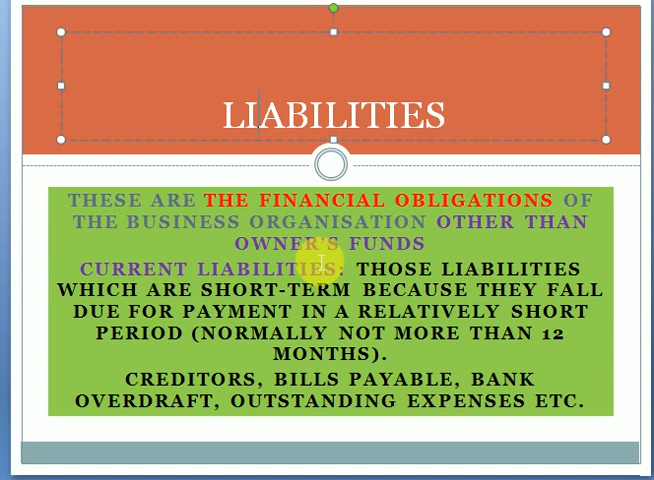 LIABILITIES
THESE ARE THE FINANCIAL OBLIGATIONS OF
THE BUSINESS ORGANISATION OTHER THAN
OWNER'S FUNDS
CURRENT LIABILITIES: THOSE LIABILITIES
WHICH ARE SHORT-TERM BECAUSE THEY FALL
DUE FOR PAYMENT IN A RELATIVELY SHORT
PERIOD (NORMALLY NOT MORE THAN 12
MONTHS).
CREDITORS, BILLS PAYABLE, BANK
OVERDRAFT, OUTSTANDING EXPENSES ETC.